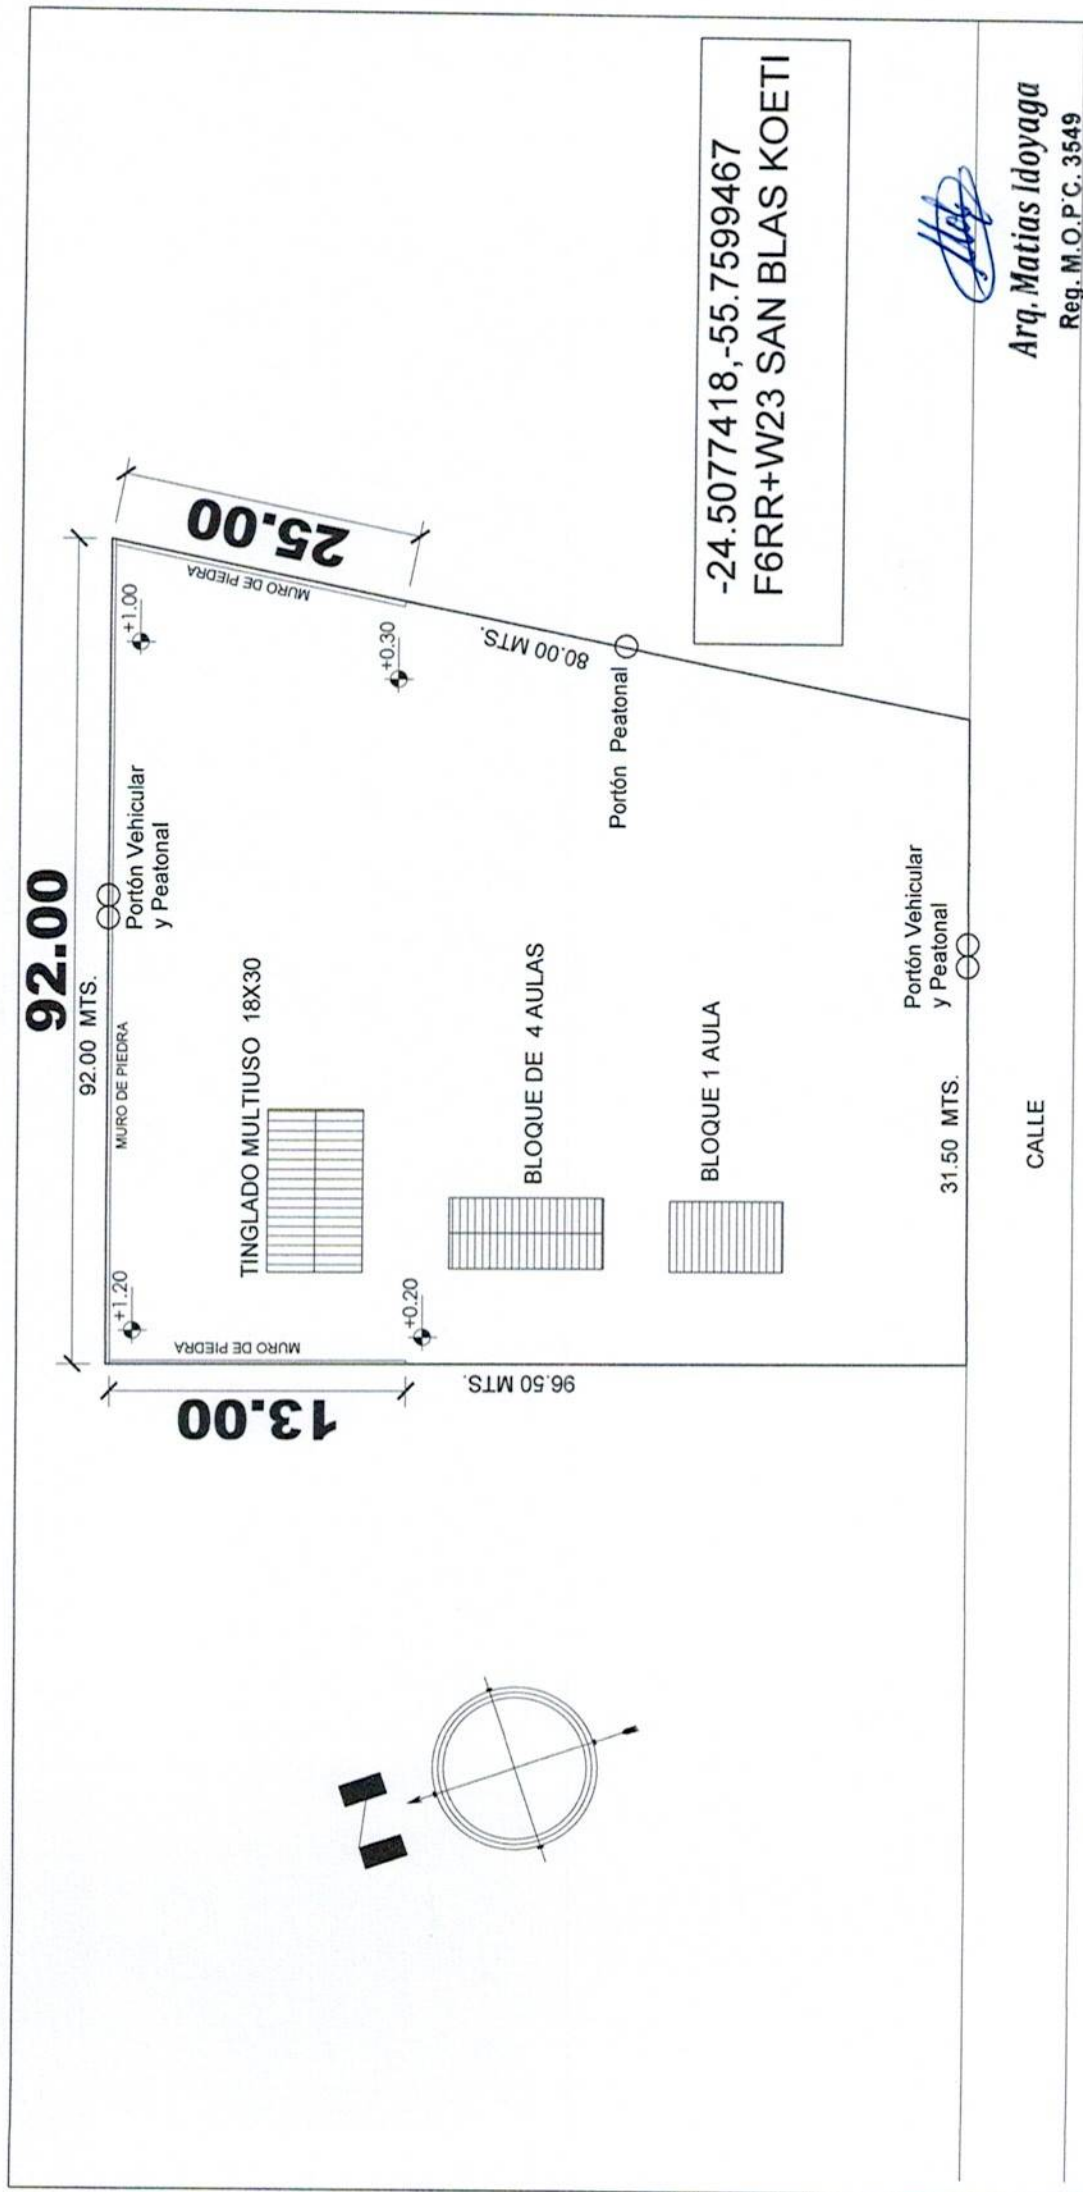 92.00
92.00 MTS.
MURO DE PIEDRA
Portón Vehicular
y Peatonal
+1.20
+1.00
13.00
MURO DE PIEDRA
25.00
MURO DE PIEDRA
TINGLADO MULTIUSO 18X30
+0.20
+0.30
96.50 MTS.
80.00 MTS.
BLOQUE DE 4 AULAS
Portón Peatonal
BLOQUE 1 AULA
-24.5077418,-55.7599467
F6RR+W23 SAN BLAS KOETI
Portón Vehicular
y Peatonal
31.50 MTS.
CALLE
N
Arq. Matias Idoyaga
Reg. M.O.P.C. 3549